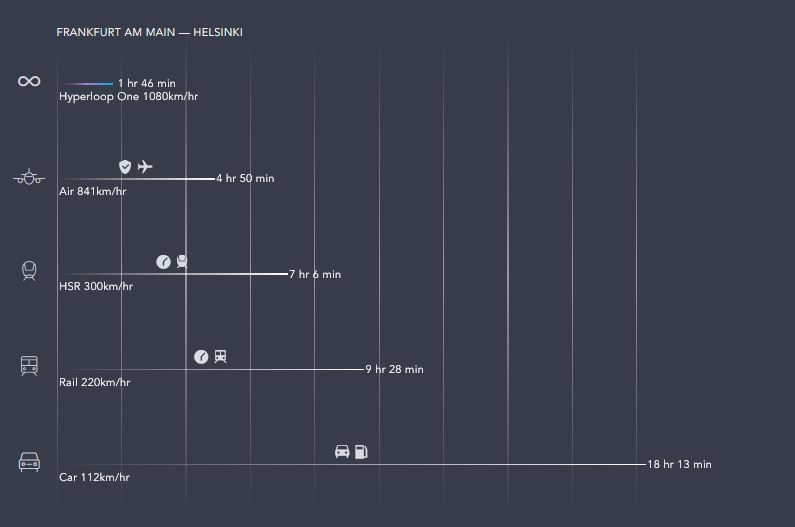 FRANKFURT AM MAIN — HELSINKI
1 hr 46 min
Hyperloop One 1080km/hr
4 hr 50 min
Air 841km/hr
7 hr 6 min
HSR 300km/hr
9 hr 28 min
Rail 220km/hr
18 hr 13 min
Car 112km/hr